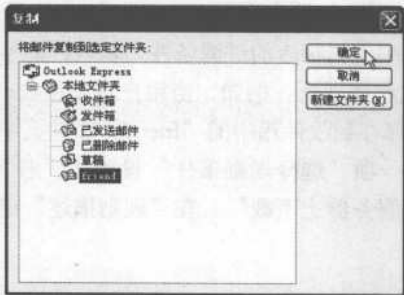 复制
将邮件复制到选定文件夹:
Outlook Express
本地文件夹
收件箱
发件箱
已发送邮件
已删除邮件
草稿
friend
确定
取消
新建文件夹(N)